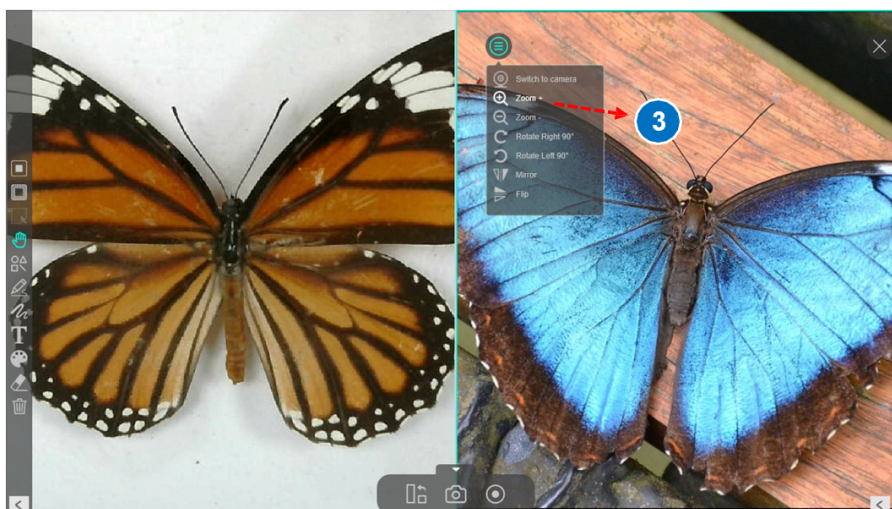 Switch to camera
Zoom +
Zoom -
Rotate Right 90°
Rotate Left 90°
Mirror
Flip
3
T